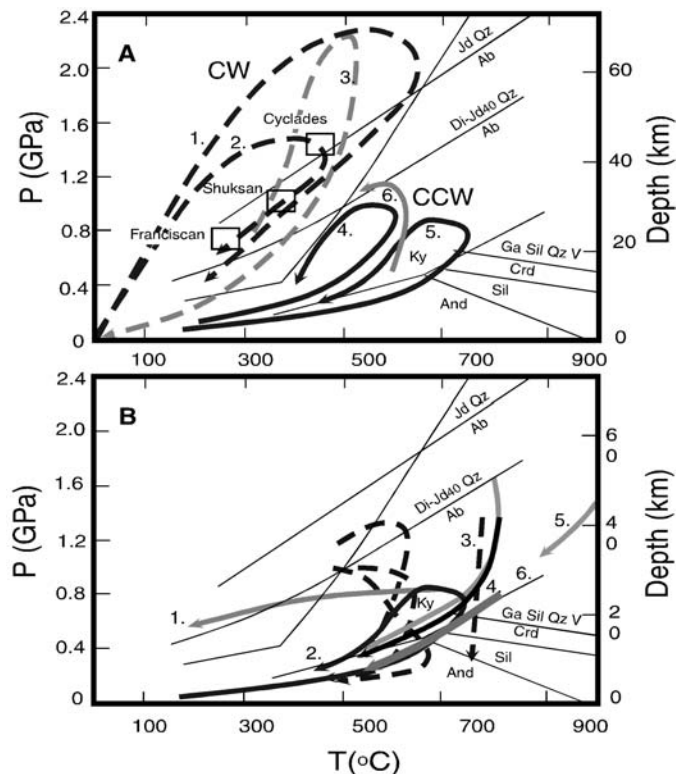 2.4
2.0
1.6
1.2
0.8
0.4
0
P (GPa)
A
CW
1.
2.
3.
Cyclades
Shuksan
Franciscan
Jd Qz
Ab
Di-Jd40 Qz
Ab
CCW
6.
4.
5.
Ky
Ga Sil Qz V
Crd
Sil
And
60
40
20
0
Depth (km)
100 300 500 700 900
2.4
2.0
1.6
1.2
0.8
0.4
0
P (GPa)
B
Jd Qz
Ab
Di-Jd40 Qz
Ab
3.
5.
6.
4.
1.
Ky
2.
Ga Sil Qz V
Crd
Sil
And
6
0
4
0
2
0
0
Depth (km)
100 300 500 700 900
T(oC)